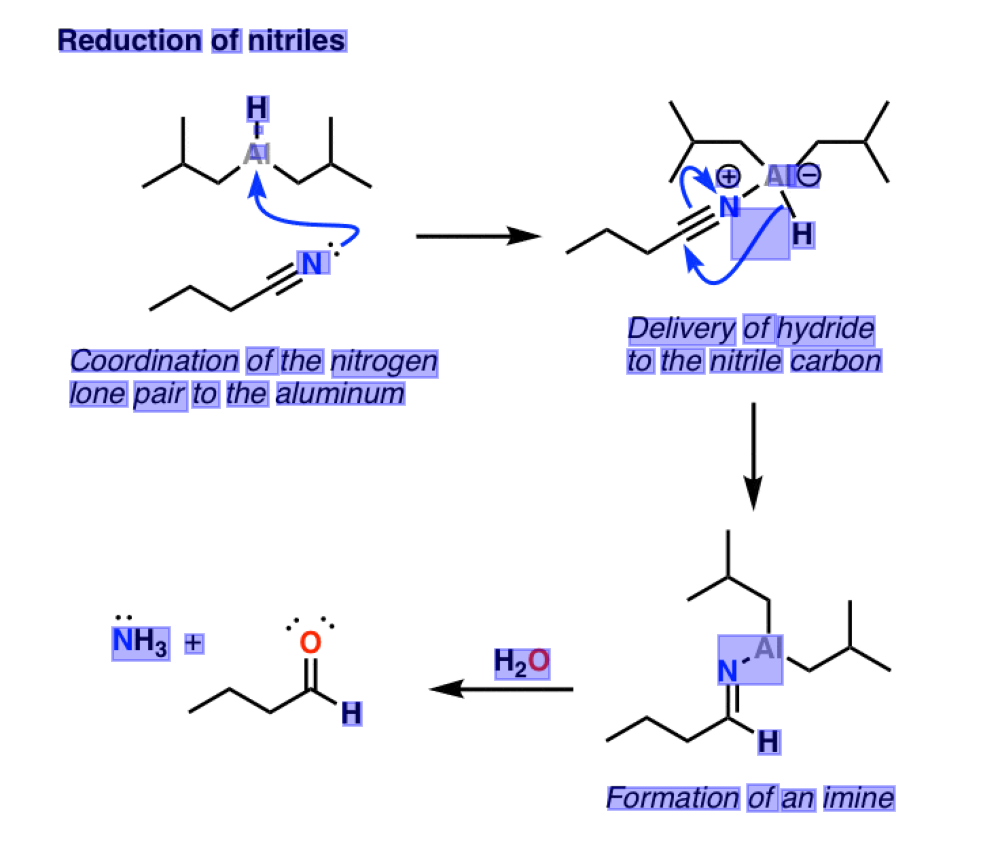 Reduction of nitriles
H
Al
N
Coordination of the nitrogen
lone pair to the aluminum
⊕ Al ⊖
N
H
Delivery of hydride
to the nitrile carbon
Al
N
H
Formation of an imine
H₂O
NH₃ +
O
H